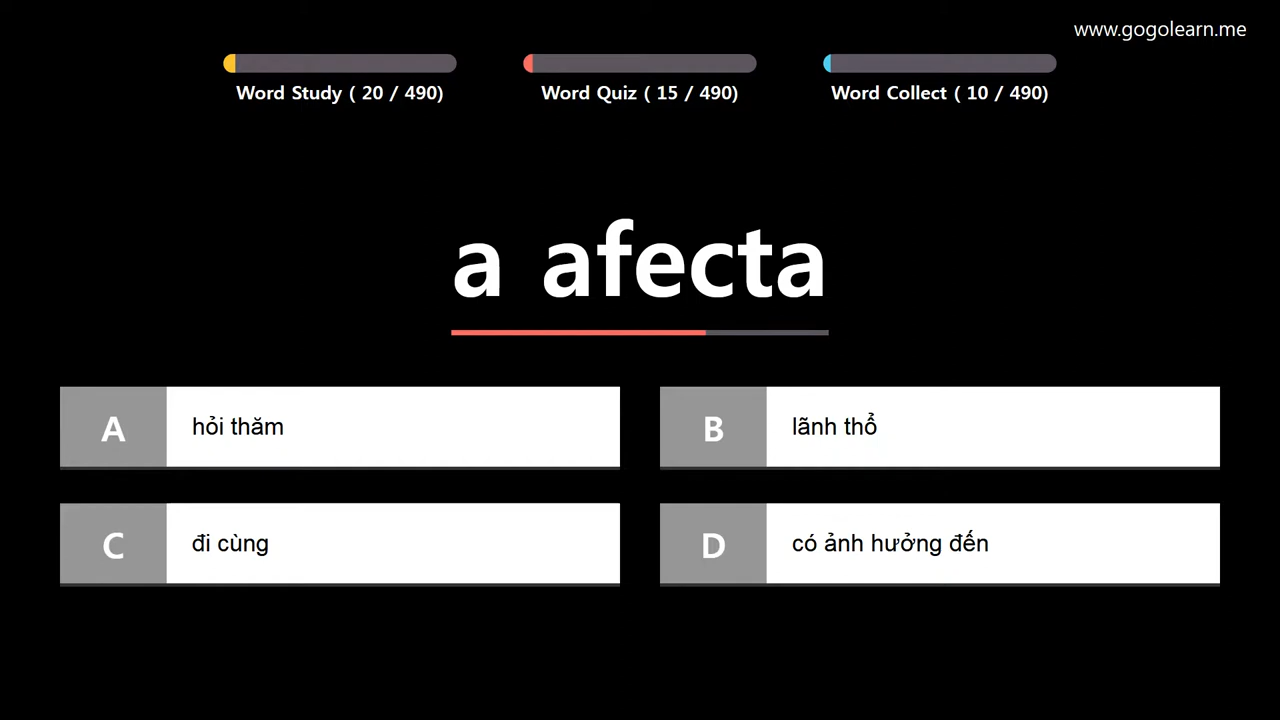 www.gogolearn.me
Word Study ( 20 / 490)
Word Quiz ( 15 / 490)
Word Collect ( 10 / 490)
a afecta
A hỏi thăm
B lãnh thổ
C đi cùng
D có ảnh hưởng đến